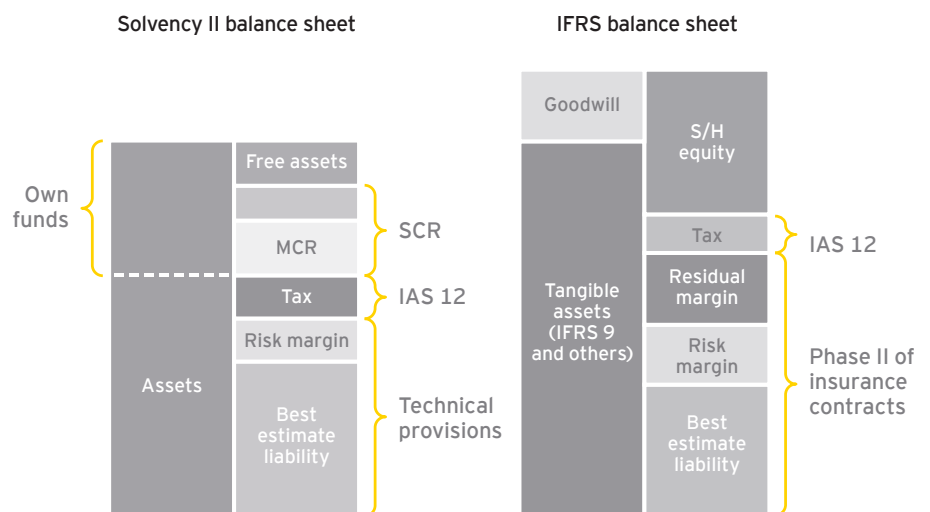 Solvency II balance sheet
Own
funds
Assets
Free assets
MCR
Tax
Risk margin
Best
estimate
liability
SCR
IAS 12
Technical
provisions
IFRS balance sheet
Goodwill
Tangible
assets
(IFRS 9
and others)
S/H
equity
Tax
Residual
margin
Risk
margin
Best
estimate
liability
IAS 12
Phase II of
insurance
contracts